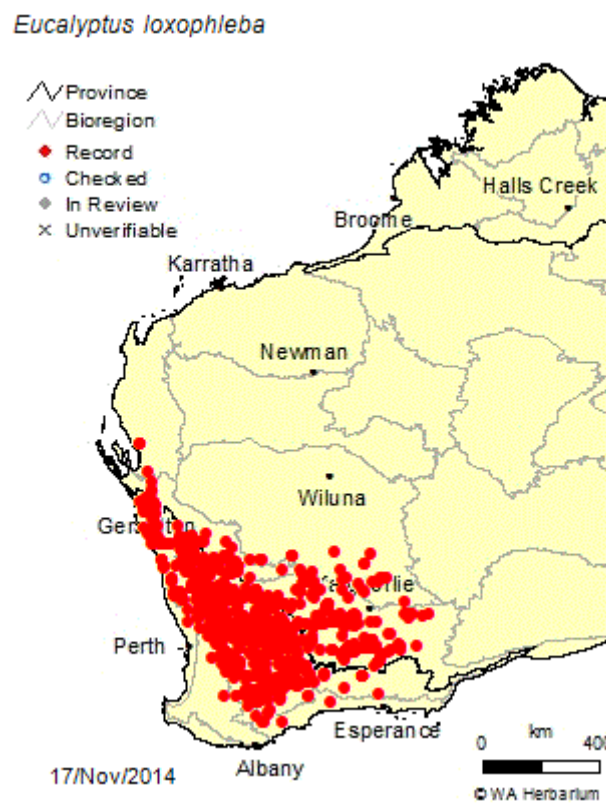 Eucalyptus loxophleba
Province
Bioregion
Record
Checked
In Review
Unverifiable
Halls Creek
Broome
Karratha
Newman
Wiluna
Perth
Esperance
Albany
0 km 400
17/Nov/2014
© WA Herbarium